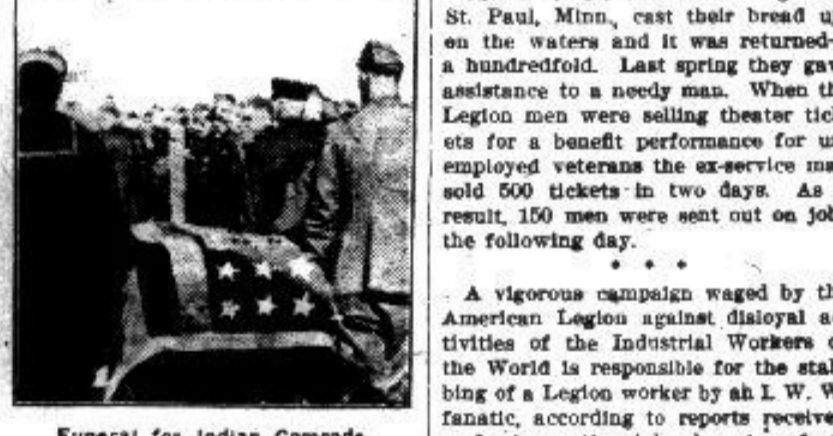 Funeral for Indian Comrade
St. Paul, Minn., cast their bread u
on the waters and it was returned-
a hundredfold. Last spring they gav
assistance to a needy man. When th
Legion men were selling theater tick
ets for a benefit performance for u
employed veterans the ex-service ma
sold 500 tickets in two days. As
result, 150 men were sent out on job
the following day.
* * *
A vigorous campaign waged by th
American Legion against disloyal a
tivities of the Industrial Workers o
the World is responsible for the stab
bing of a Legion worker by an I. W. W
fanatic, according to reports receive